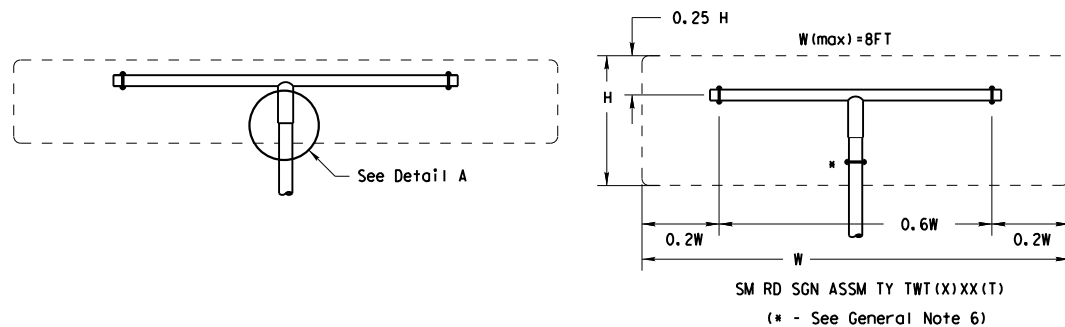 0.25 H
W(max)=8FT
H
See Detail A
*
0.2W
0.6W
0.2W
W
SM RD SGN ASSM TY TWT(X)XX(T)
(* - See General Note 6)